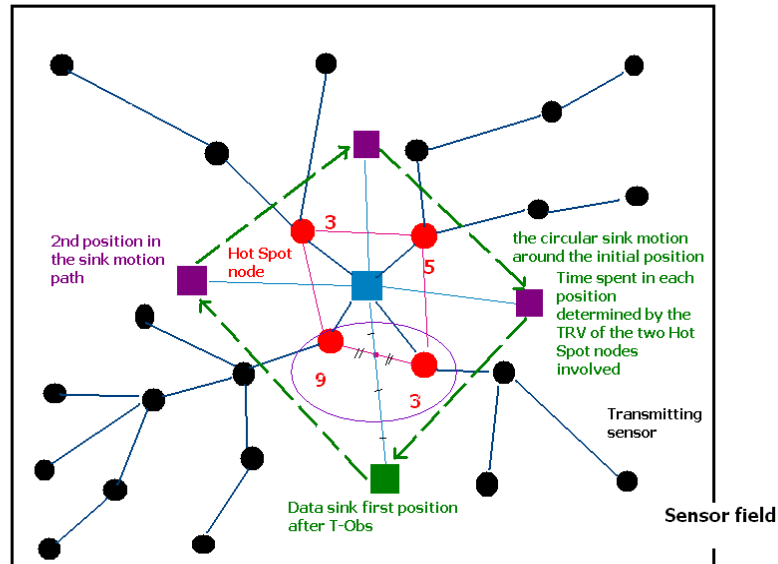 3
2nd position in
the sink motion
path
Hot Spot
node
5
the circular sink motion
around the initial position
Time spent in each
position
determined by the
TRV of the two Hot
Spot nodes
involved
9
3
Transmitting
sensor
Data sink first position
after T-Obs
Sensor field